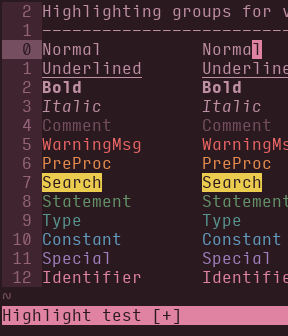 2 Highlighting groups for v
1 ------------------------------
0 Normal Normal
1 Underlined Underline
2 Bold Bold
3 Italic Italic
4 Comment Comment
5 WarningMsg WarningMs
6 PreProc PreProc
7 Search Search
8 Statement Statement
9 Type Type
10 Constant Constant
11 Special Special
12 Identifier Identifie
~
Highlight test [+]